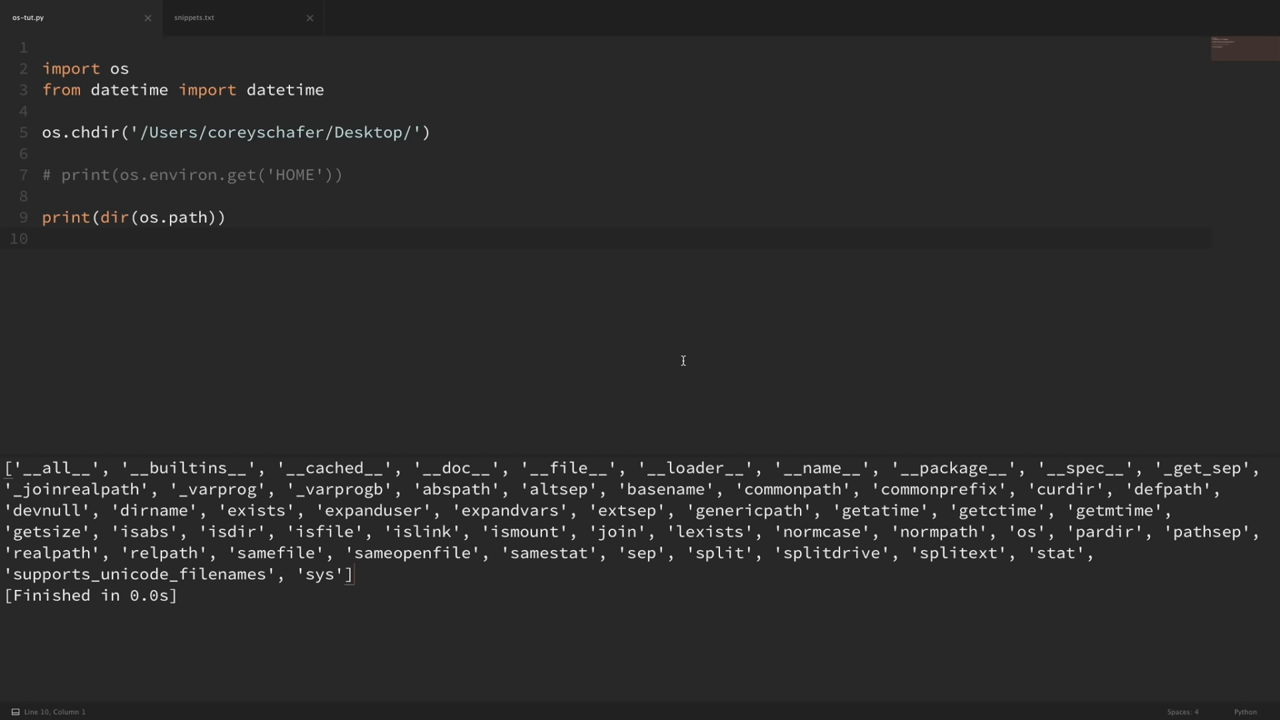 os-tut.py
snippets.txt
1
2 import os
3 from datetime import datetime
4
5 os.chdir('/Users/coreyschafer/Desktop/')
6
7 # print(os.environ.get('HOME'))
8
9 print(dir(os.path))
10
['__all__', '__builtins__', '__cached__', '__doc__', '__file__', '__loader__', '__name__', '__package__', '__spec__', '_get_sep',
'_joinrealpath', '_varprog', '_varprogb', 'abspath', 'altsep', 'basename', 'commonpath', 'commonprefix', 'curdir', 'defpath',
'devnull', 'dirname', 'exists', 'expanduser', 'expandvars', 'extsep', 'genericpath', 'getatime', 'getctime', 'getmtime',
'getsize', 'isabs', 'isdir', 'isfile', 'islink', 'ismount', 'join', 'lexists', 'normcase', 'normpath', 'os', 'pardir', 'pathsep',
'realpath', 'relpath', 'samefile', 'sameopenfile', 'samestat', 'sep', 'split', 'splitdrive', 'splitext', 'stat',
'supports_unicode_filenames', 'sys']
[Finished in 0.0s]
Line 10, Column 1
Spaces: 4
Python